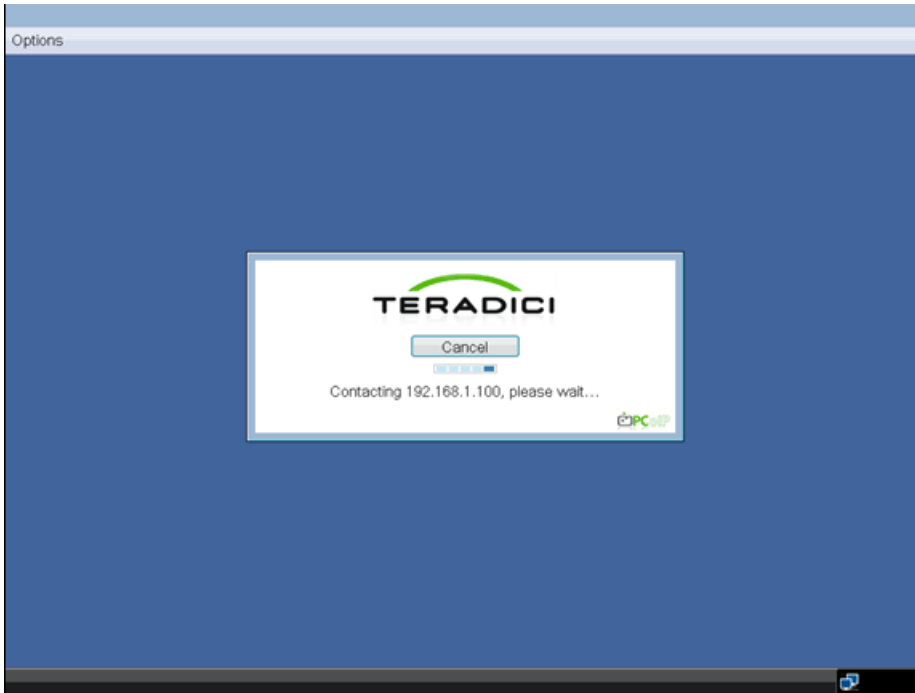 Options
TERADICI
Cancel
Contacting 192.168.1.100, please wait...
PCoIP